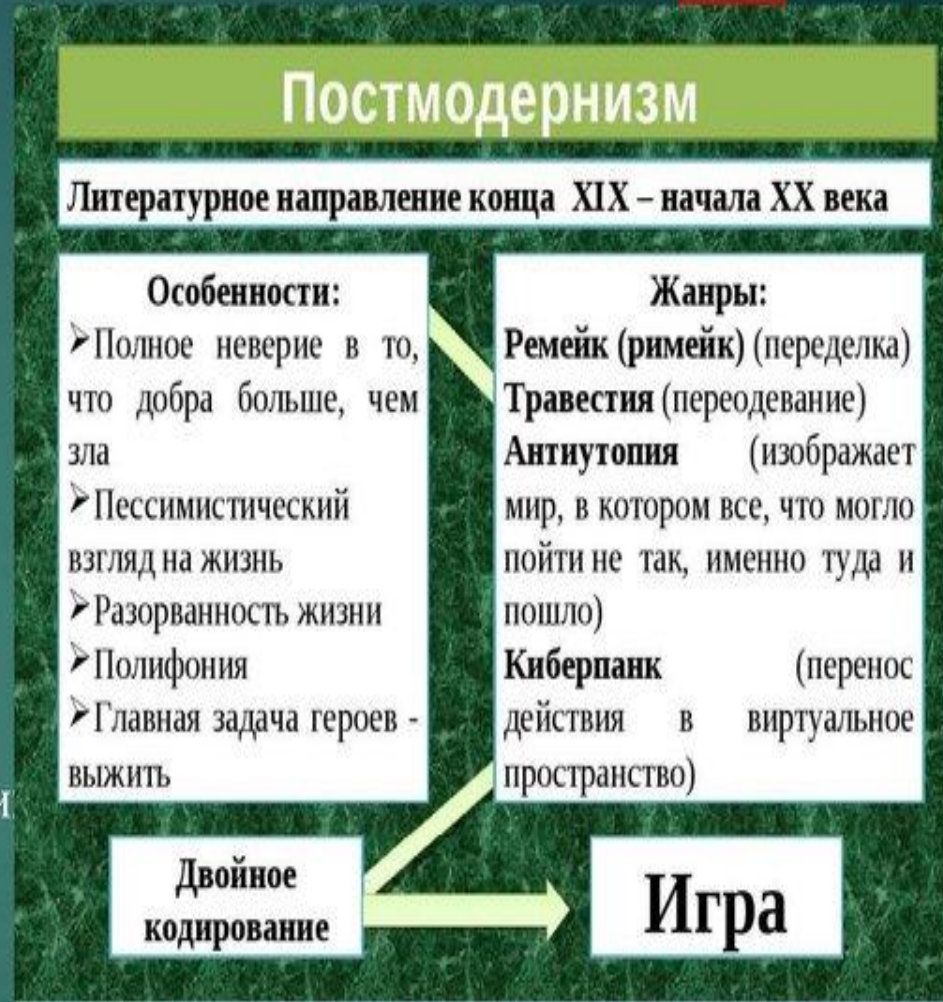 Постмодернизм
Литературное направление конца XIX – начала XX века
Особенности:
➢Полное неверие в то,
что добра больше, чем
зла
➢Пессимистический
взгляд на жизнь
➢Разорванность жизни
➢Полифония
➢Главная задача героев -
выжить
Жанры:
Ремейк (римейк) (переделка)
Травестия (переодевание)
Антиутопия (изображает
мир, в котором все, что могло
пойти не так, именно туда и
пошло)
Киберпанк (перенос
действия в виртуальное
пространство)
Двойное
кодирование
Игра